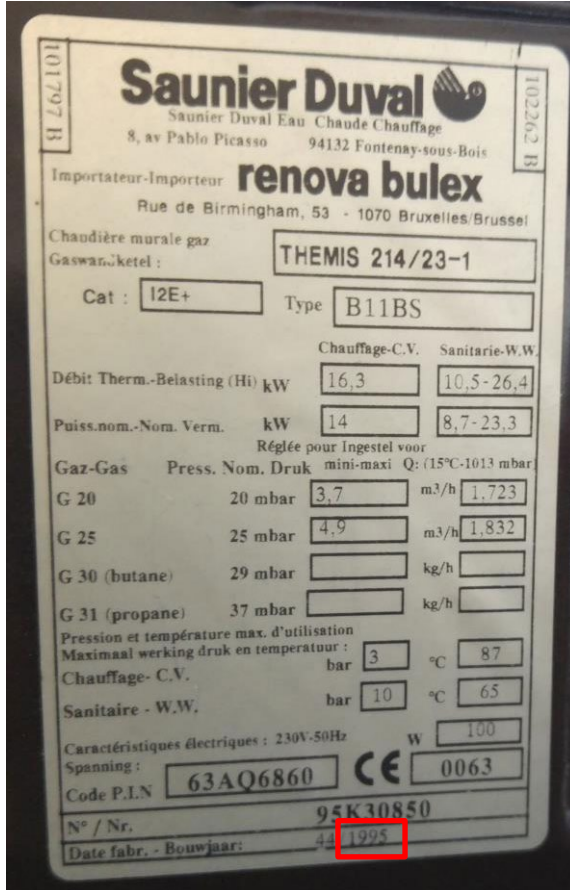 101797 B
102262 B
Saunier Duval
Saunier Duval Eau Chaude Chauffage
8, av Pablo Picasso 94132 Fontenay-sous-Bois
Importateur-Importeur renova bulex
Rue de Birmingham, 53 - 1070 Bruxelles/Brussel
Chaudière murale gaz
Gaswandketel : THEMIS 214/23-1
Cat : I2E+ Type B11BS
Chauffage-C.V. Sanitarie-W.W.
Débit Therm.-Belasting (Hi) kW 16,3 10,5-26,4
Puiss.nom.-Nom. Verm. kW 14 8,7-23,3
Réglée pour Ingestel voor
Gaz-Gas Press. Nom. Druk mini-maxi Q: (15°C-1013 mbar)
G 20 20 mbar 3,7 m3/h 1,723
G 25 25 mbar 4,9 m3/h 1,832
G 30 (butane) 29 mbar kg/h
G 31 (propane) 37 mbar kg/h
Pression et température max. d'utilisation
Maximaal werking druk en temperatuur :
Chauffage- C.V. bar 3 °C 87
Sanitaire - W.W. bar 10 °C 65
Caractéristiques électriques : 230V-50Hz W 100
Spanning :
Code P.I.N 63AQ6860 CE 0063
N° / Nr. 95K30850
Date fabr. - Bouwjaar: 44 1995